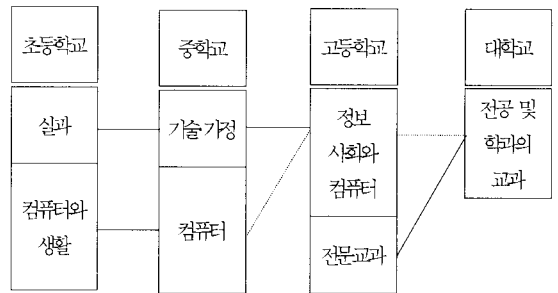 초등학교
중학교
고등학교
대학교
실과
기술·가정
정보
사회와
컴퓨터
전공 및
학과의
교과
컴퓨터와
생활
컴퓨터
전문교과